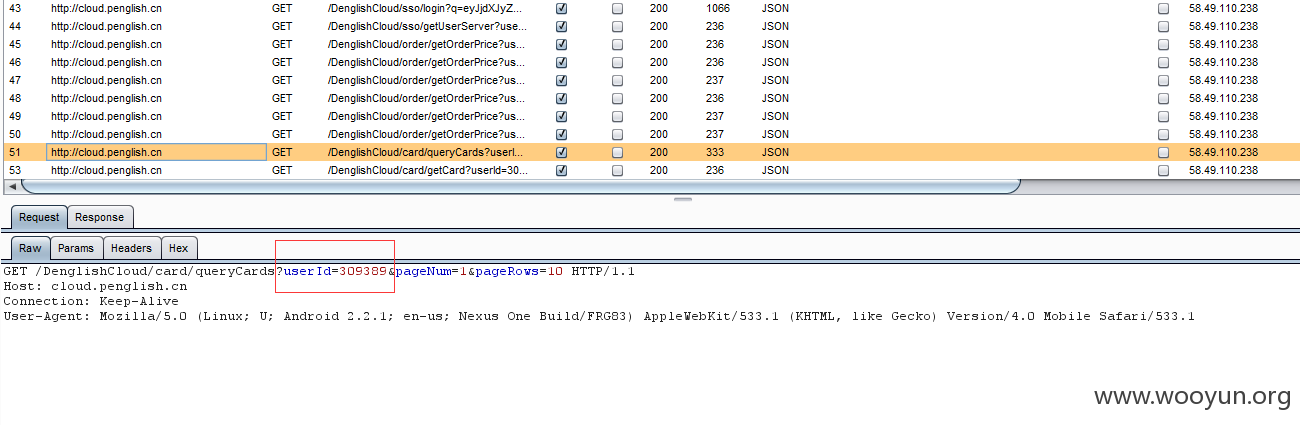 43 http://cloud.penglish.cn GET /DenglishCloud/sso/login?q=eyJjdXJyZ... 200 1066 JSON 58.49.110.238
44 http://cloud.penglish.cn GET /DenglishCloud/sso/getUserServer?use... 200 236 JSON 58.49.110.238
45 http://cloud.penglish.cn GET /DenglishCloud/order/getOrderPrice?us... 200 236 JSON 58.49.110.238
46 http://cloud.penglish.cn GET /DenglishCloud/order/getOrderPrice?us... 200 236 JSON 58.49.110.238
47 http://cloud.penglish.cn GET /DenglishCloud/order/getOrderPrice?us... 200 237 JSON 58.49.110.238
48 http://cloud.penglish.cn GET /DenglishCloud/order/getOrderPrice?us... 200 236 JSON 58.49.110.238
49 http://cloud.penglish.cn GET /DenglishCloud/order/getOrderPrice?us... 200 237 JSON 58.49.110.238
50 http://cloud.penglish.cn GET /DenglishCloud/order/getOrderPrice?us... 200 237 JSON 58.49.110.238
51 http://cloud.penglish.cn GET /DenglishCloud/card/queryCards?userI... 200 333 JSON 58.49.110.238
53 http://cloud.penglish.cn GET /DenglishCloud/card/getCard?userId=30... 200 236 JSON 58.49.110.238
Request Response
Raw Params Headers Hex
GET /DenglishCloud/card/queryCards?userId=309389&pageNum=1&pageRows=10 HTTP/1.1
Host: cloud.penglish.cn
Connection: Keep-Alive
User-Agent: Mozilla/5.0 (Linux; U; Android 2.2.1; en-us; Nexus One Build/FRG83) AppleWebKit/533.1 (KHTML, like Gecko) Version/4.0 Mobile Safari/533.1
www.wooyun.org